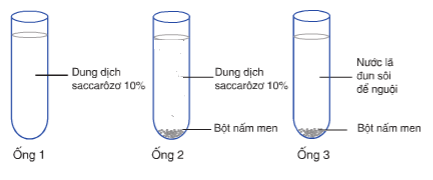 Dung dịch
saccarôzơ 10%
Dung dịch
saccarôzơ 10%
Bột nấm men
Nước lã
đun sôi
để nguội
Bột nấm men
Ống 1
Ống 2
Ống 3